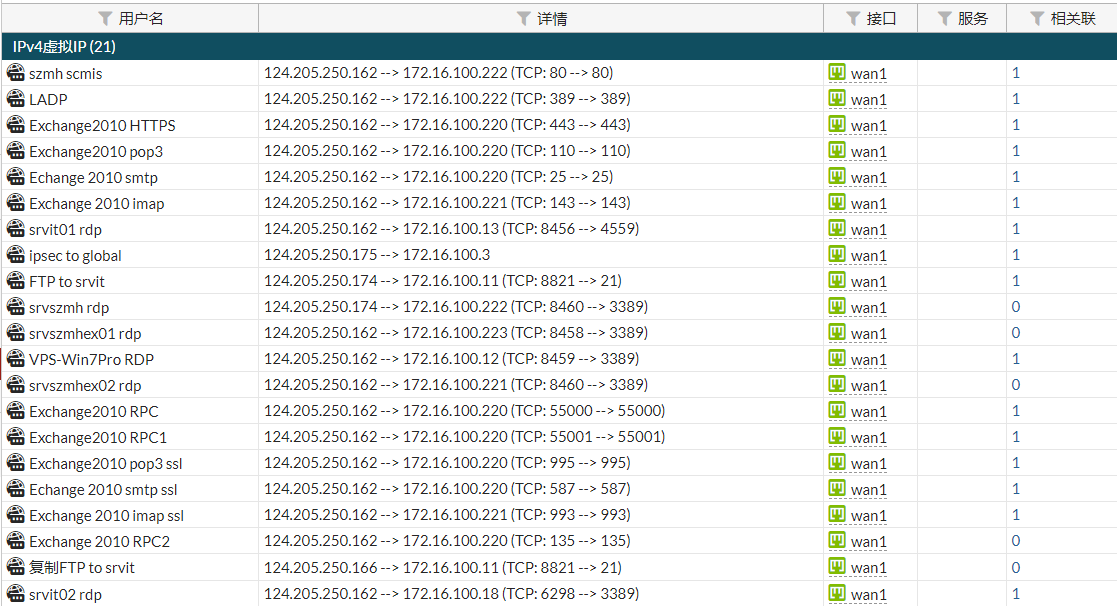 用户名 详情 接口 服务 相关联
IPv4虚拟IP (21)
szmh scmis 124.205.250.162 --> 172.16.100.222 (TCP: 80 --> 80) wan1 1
LADP 124.205.250.162 --> 172.16.100.222 (TCP: 389 --> 389) wan1 1
Exchange2010 HTTPS 124.205.250.162 --> 172.16.100.220 (TCP: 443 --> 443) wan1 1
Exchange2010 pop3 124.205.250.162 --> 172.16.100.220 (TCP: 110 --> 110) wan1 1
Echange 2010 smtp 124.205.250.162 --> 172.16.100.220 (TCP: 25 --> 25) wan1 1
Exchange 2010 imap 124.205.250.162 --> 172.16.100.221 (TCP: 143 --> 143) wan1 1
srvit01 rdp 124.205.250.162 --> 172.16.100.13 (TCP: 8456 --> 4559) wan1 1
ipsec to global 124.205.250.175 --> 172.16.100.3 wan1 1
FTP to srvit 124.205.250.174 --> 172.16.100.11 (TCP: 8821 --> 21) wan1 1
srvszmh rdp 124.205.250.174 --> 172.16.100.222 (TCP: 8460 --> 3389) wan1 0
srvszmhex01 rdp 124.205.250.162 --> 172.16.100.223 (TCP: 8458 --> 3389) wan1 0
VPS-Win7Pro RDP 124.205.250.162 --> 172.16.100.12 (TCP: 8459 --> 3389) wan1 1
srvszmhex02 rdp 124.205.250.162 --> 172.16.100.221 (TCP: 8460 --> 3389) wan1 0
Exchange2010 RPC 124.205.250.162 --> 172.16.100.220 (TCP: 55000 --> 55000) wan1 1
Exchange2010 RPC1 124.205.250.162 --> 172.16.100.220 (TCP: 55001 --> 55001) wan1 1
Exchange2010 pop3 ssl 124.205.250.162 --> 172.16.100.220 (TCP: 995 --> 995) wan1 1
Echange 2010 smtp ssl 124.205.250.162 --> 172.16.100.220 (TCP: 587 --> 587) wan1 1
Exchange 2010 imap ssl 124.205.250.162 --> 172.16.100.221 (TCP: 993 --> 993) wan1 1
Exchange 2010 RPC2 124.205.250.162 --> 172.16.100.220 (TCP: 135 --> 135) wan1 0
复制FTP to srvit 124.205.250.166 --> 172.16.100.11 (TCP: 8821 --> 21) wan1 0
srvit02 rdp 124.205.250.162 --> 172.16.100.18 (TCP: 6298 --> 3389) wan1 1